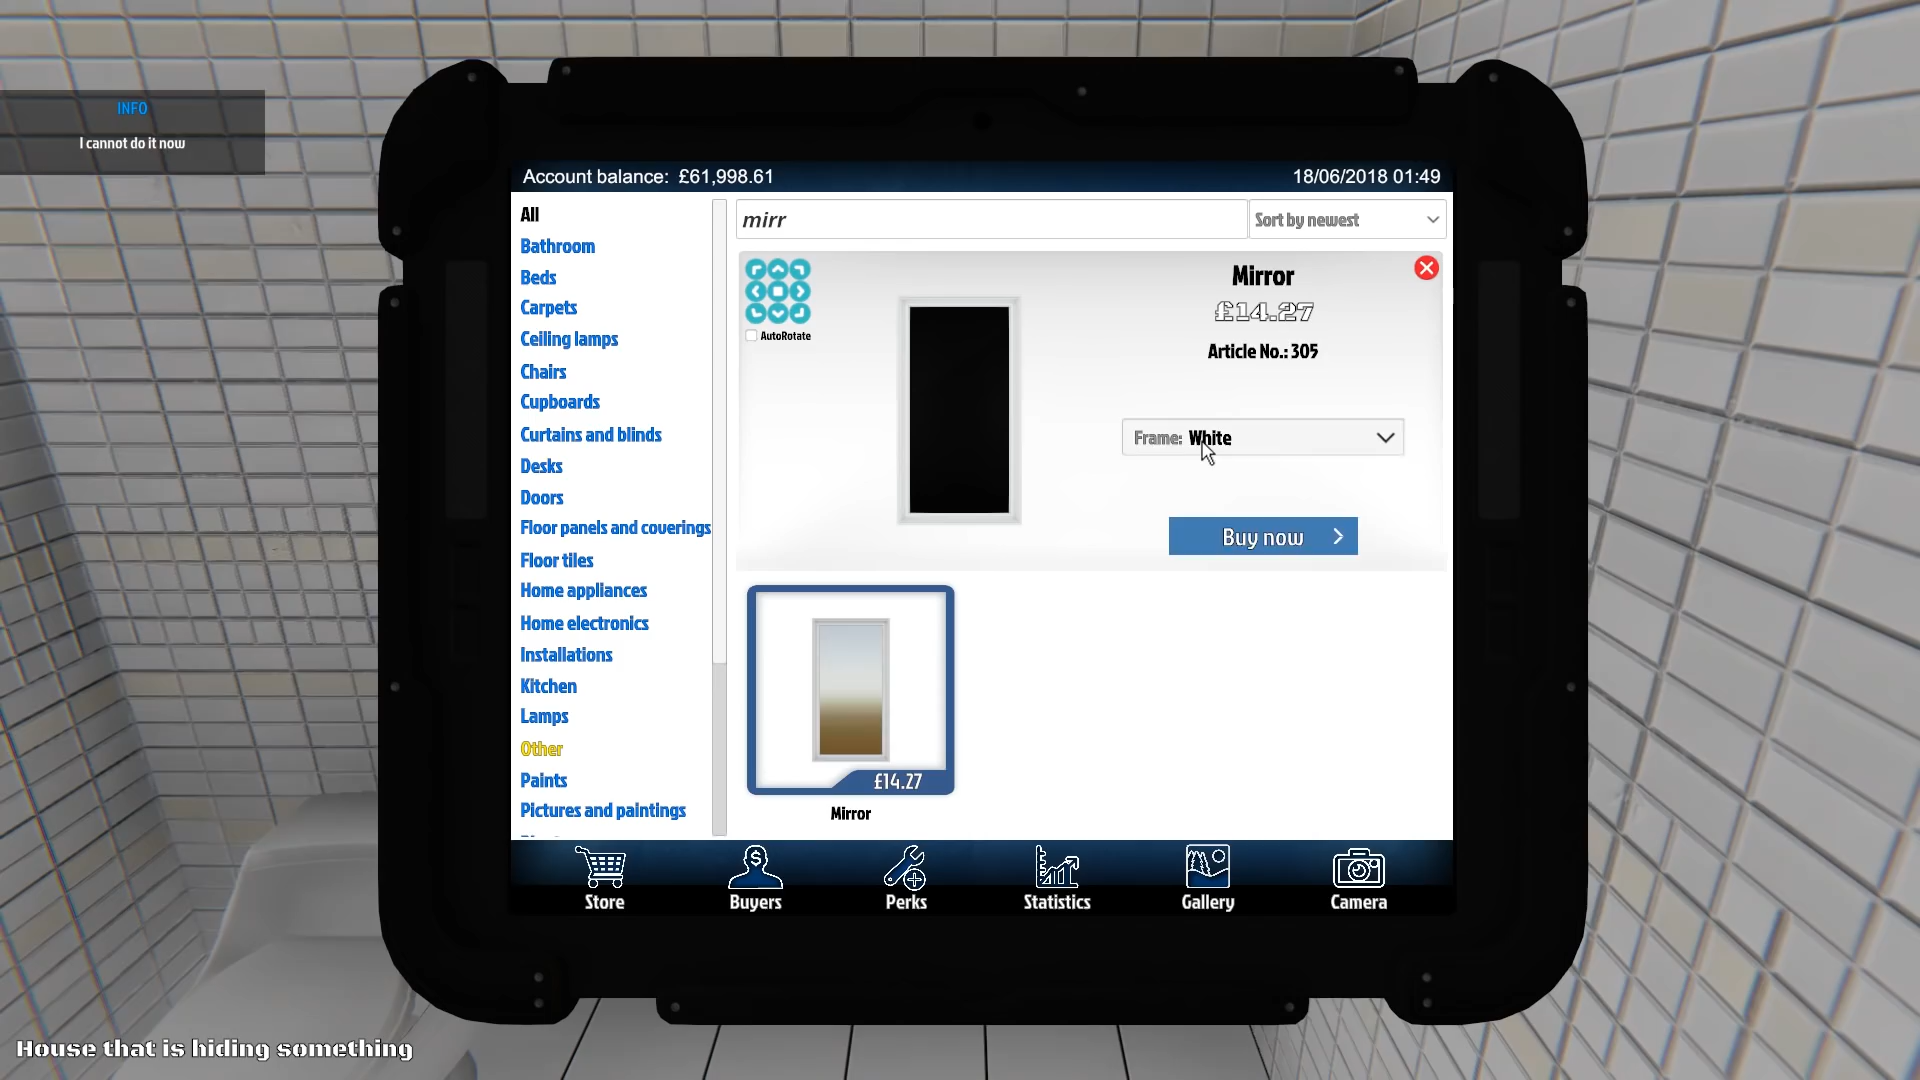 INFO
I cannot do it now
Account balance: £61,998.61
18/06/2018 01:49
All
Bathroom
Beds
Carpets
Ceiling lamps
Chairs
Cupboards
Curtains and blinds
Desks
Doors
Floor panels and coverings
Floor tiles
Home appliances
Home electronics
Installations
Kitchen
Lamps
Other
Paints
Pictures and paintings
mirr
Sort by newest
AutoRotate
Mirror
£14.27
Article No.: 305
Frame: White
Buy now
£14.27
Mirror
Store
Buyers
Perks
Statistics
Gallery
Camera
House that is hiding something